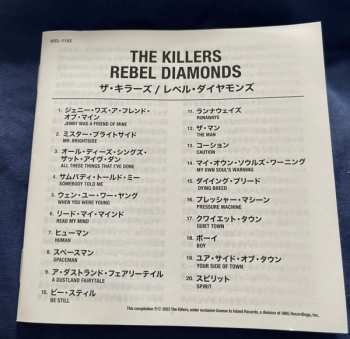 THE KILLERS
REBEL DIAMONDS
ザ・キラーズ / レベル・ダイヤモンズ
1. ジェニー・ワズ・ア・フレンド・
オブ・マイン
JENNY WAS A FRIEND OF MINE
2. ミスター・ブライトサイド
MR. BRIGHTSIDE
3. オール・ディーズ・シングス・
ザット・アイヴ・ダン
ALL THESE THINGS THAT I'VE DONE
4. サムバディ・トールド・ミー
SOMEBODY TOLD ME
5. ウェン・ユー・ワー・ヤング
WHEN YOU WERE YOUNG
6. リード・マイ・マインド
READ MY MIND
7. ヒューマン
HUMAN
8. スペースマン
SPACEMAN
9. ア・ダストランド・フェアリーテイル
A DUSTLAND FAIRYTALE
10. ビー・スティル
BE STILL
11. ランナウェイズ
RUNAWAYS
12. ザ・マン
THE MAN
13. コーション
CAUTION
14. マイ・オウン・ソウルズ・ワーニング
MY OWN SOUL'S WARNING
15. ダイイング・ブリード
DYING BREED
16. プレッシャー・マシーン
PRESSURE MACHINE
17. クワイエット・タウン
QUIET TOWN
18. ボーイ
BOY
19. ユア・サイド・オブ・タウン
YOUR SIDE OF TOWN
20. スピリット
SPIRIT